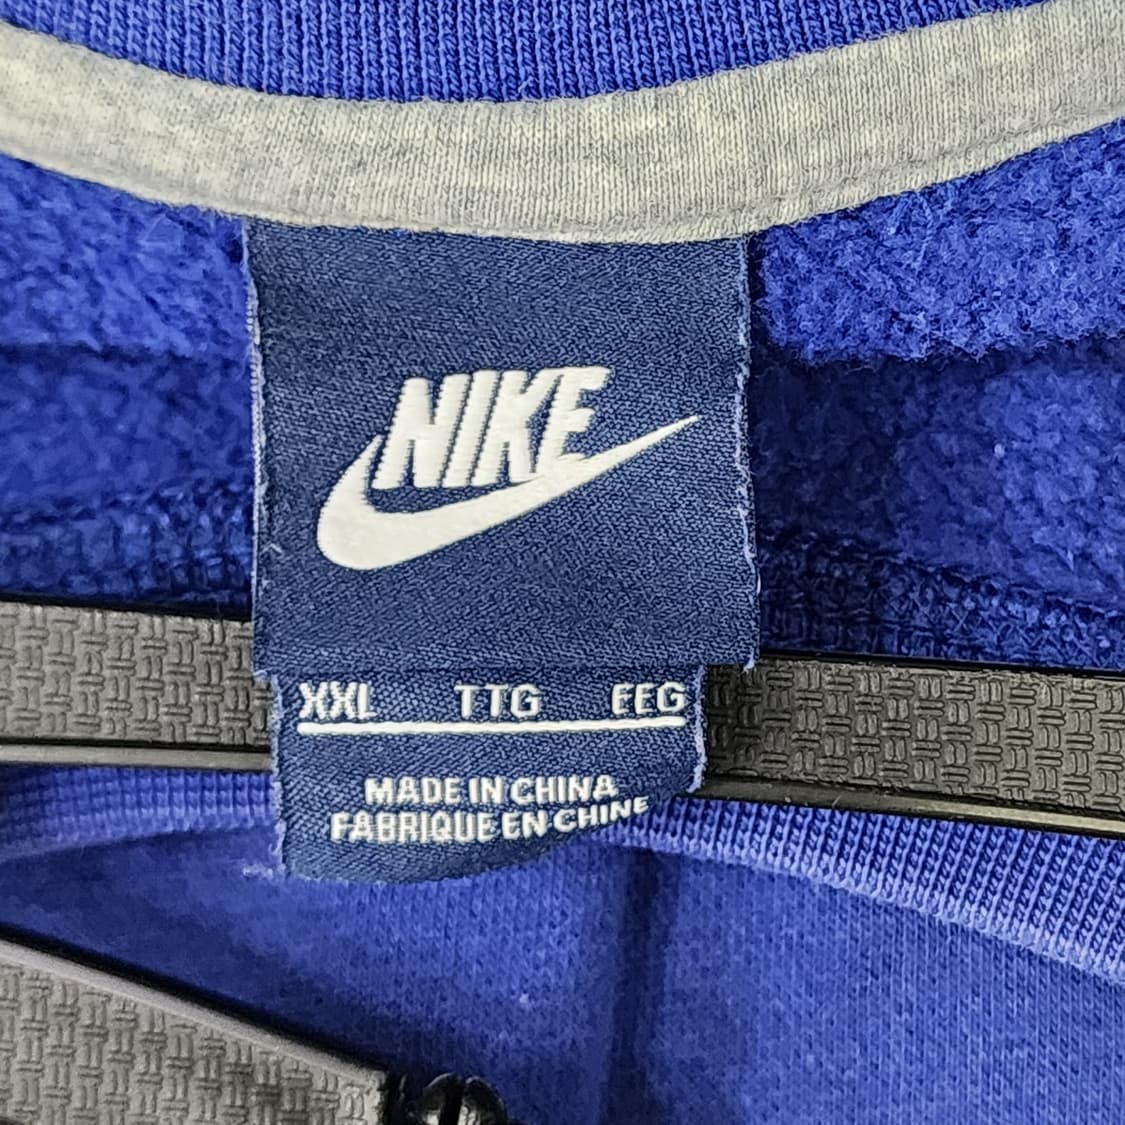 NIKE
XXL TTG EEG
MADE IN CHINA
FABRIQUE EN CHINE